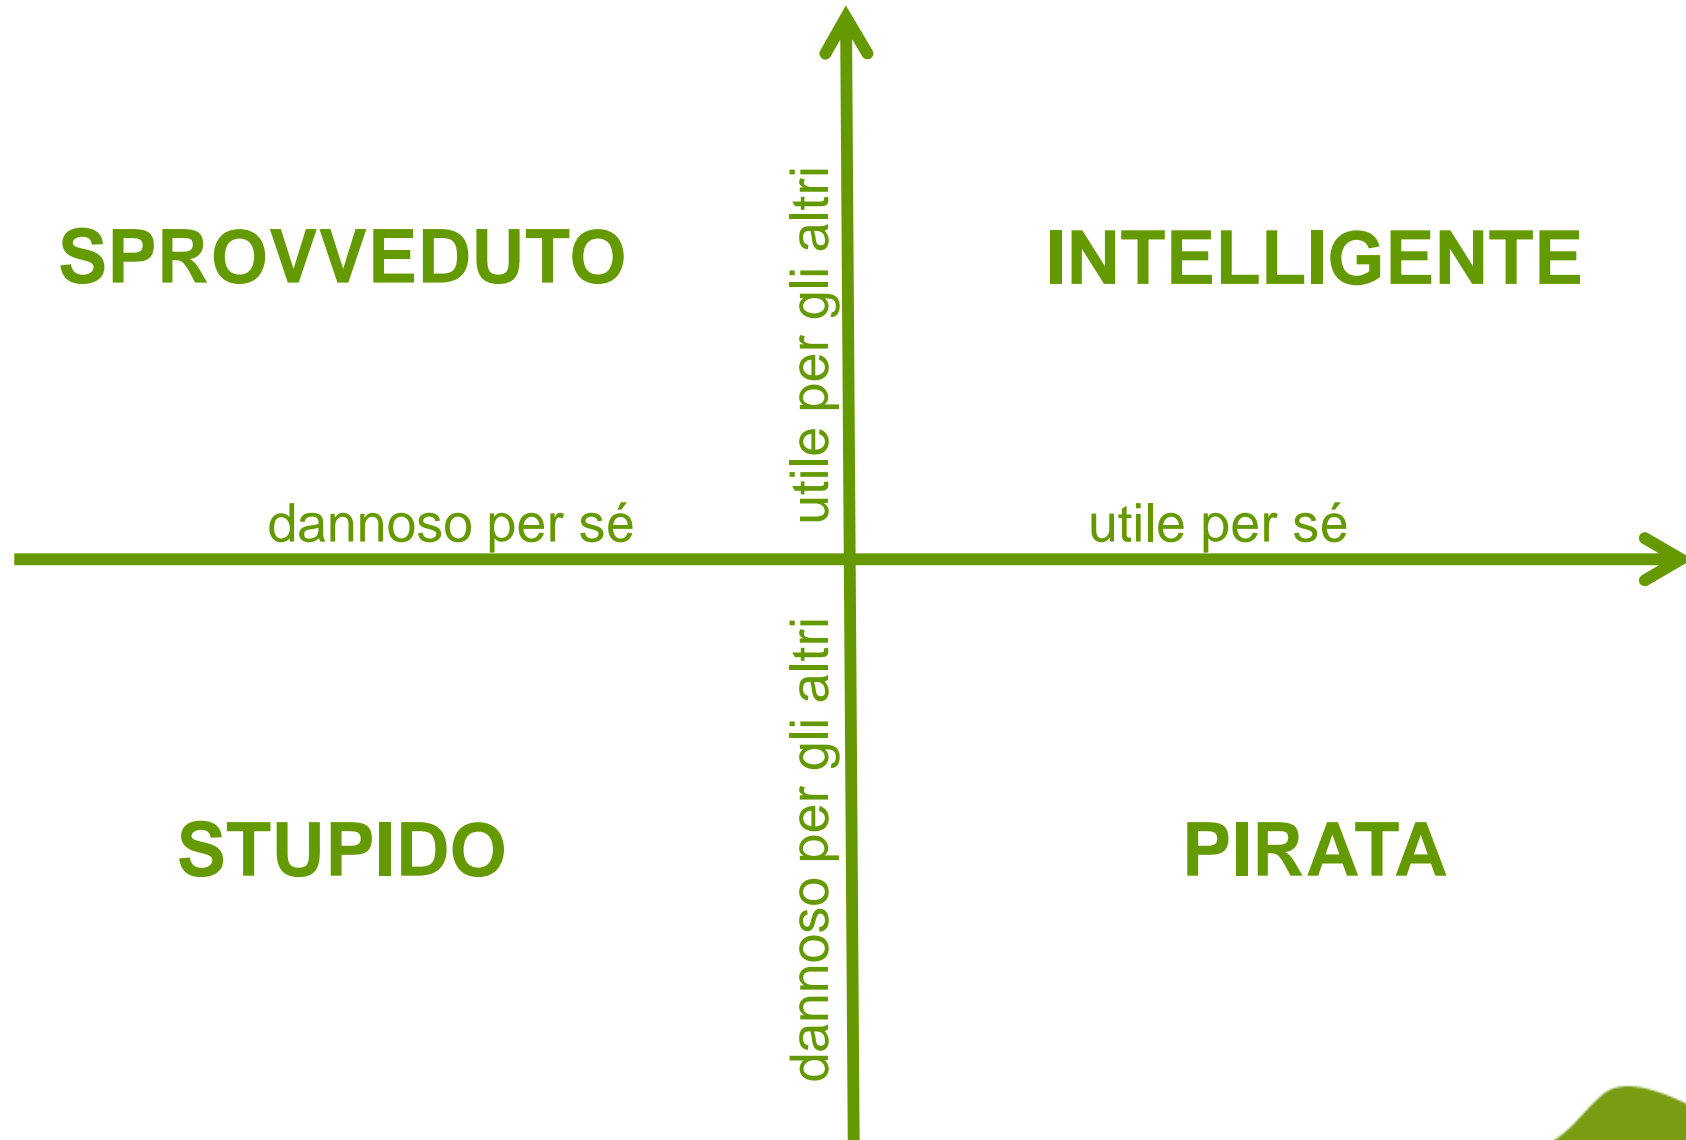 SPROVVEDUTO
utile per gli altri
INTELLIGENTE
dannoso per sé
utile per sé
STUPIDO
dannoso per gli altri
PIRATA